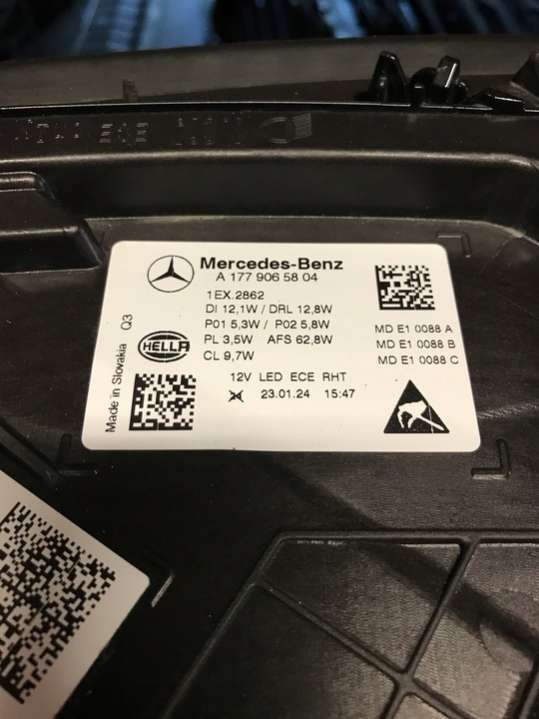 Mercedes-Benz
A 177 906 58 04
1EX.2862
DI 12,1W / DRL 12,8W
P01 5,3W / P02 5,8W
PL 3,5W AFS 62,8W
CL 9,7W
12V LED ECE RHT
23.01.24 15:47
HELLA
Made in Slovakia Q3
MD E1 0088 A
MD E1 0088 B
MD E1 0088 C